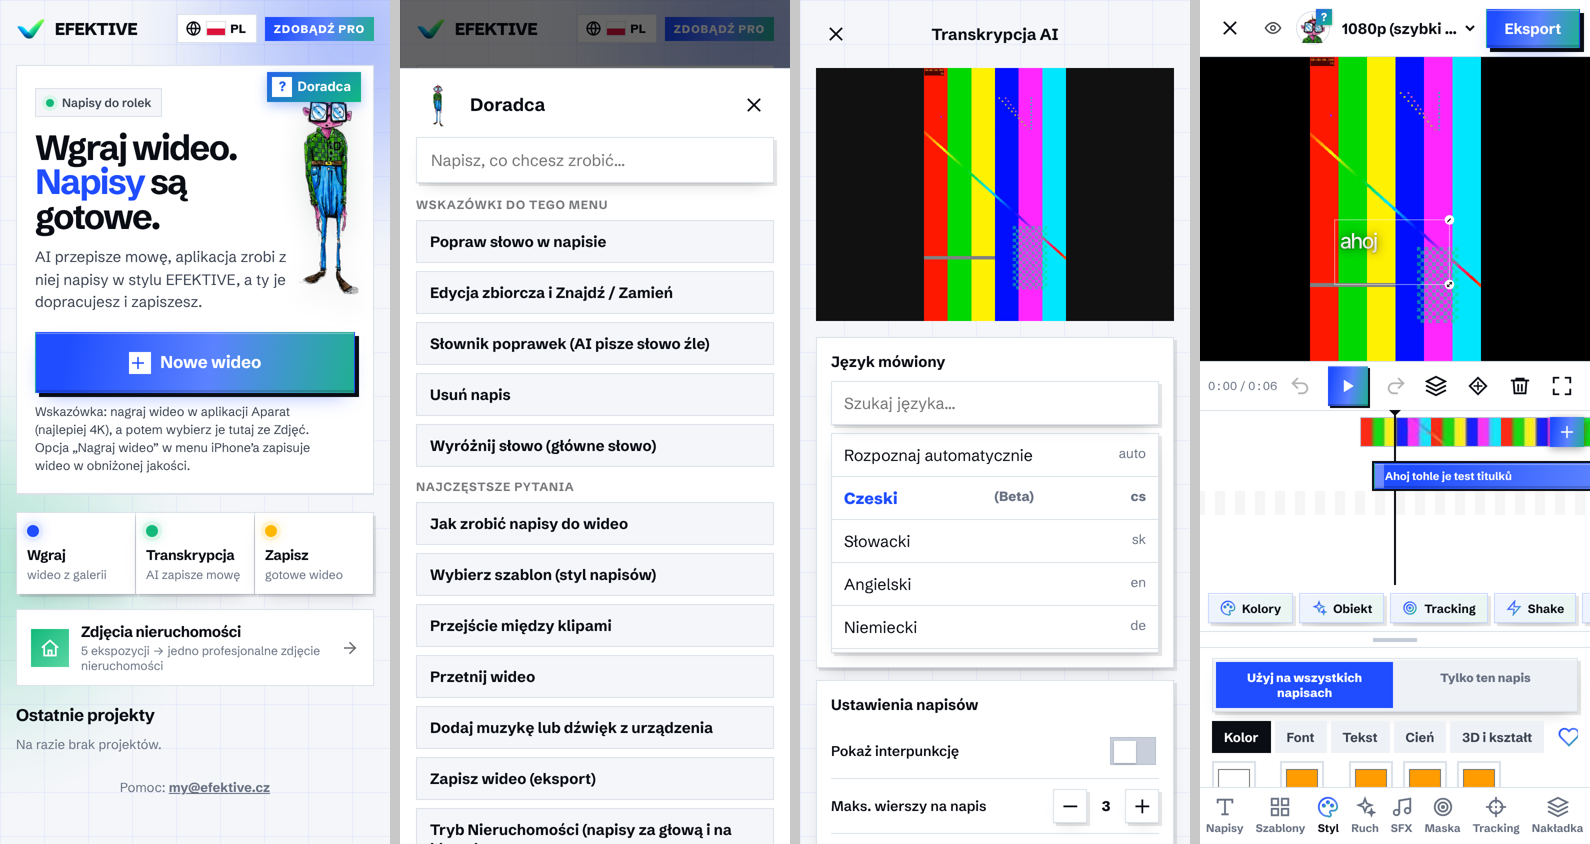 EFEKTIVE
PL
ZDOBĄDŹ PRO
? Doradca
Napisy do rolek
Wgraj wideo.
Napisy są
gotowe.
AI przepisze mowę, aplikacja zrobi z
niej napisy w stylu EFEKTIVE, a ty je
dopracujesz i zapiszesz.
Nowe wideo
Wskazówka: nagraj wideo w aplikacji Aparat
(najlepiej 4K), a potem wybierz je tutaj ze Zdjęć.
Opcja „Nagraj wideo” w menu iPhone’a zapisuje
wideo w obniżonej jakości.
Wgraj
wideo z galerii
Transkrypcja
AI zapisze mowę
Zapisz
gotowe wideo
Zdjęcia nieruchomości
5 ekspozycji → jedno profesjonalne zdjęcie
nieruchomości
Ostatnie projekty
Na razie brak projektów.
Pomoc: my@efektive.cz
EFEKTIVE
PL
ZDOBĄDŹ PRO
Doradca
Napisz, co chcesz zrobić...
WSKAZÓWKI DO TEGO MENU
Popraw słowo w napisie
Edycja zbiorcza i Znajdź / Zamień
Słownik poprawek (AI pisze słowo źle)
Usuń napis
Wyróżnij słowo (główne słowo)
NAJCZĘSTSZE PYTANIA
Jak zrobić napisy do wideo
Wybierz szablon (styl napisów)
Przejście między klipami
Przetnij wideo
Dodaj muzykę lub dźwięk z urządzenia
Zapisz wideo (eksport)
Tryb Nieruchomości (napisy za głową i na
Transkrypcja AI
Język mówiony
Szukaj języka...
Rozpoznaj automatycznie auto
Czeski (Beta) cs
Słowacki sk
Angielski en
Niemiecki de
Ustawienia napisów
Pokaż interpunkcję
Maks. wierszy na napis 3
? 1080p (szybki ... Eksport
ahoj
0:00 / 0:06
Ahoj tohle je test titulků
Kolory
Obiekt
Tracking
Shake
Użyj na wszystkich
napisach
Tylko ten napis
Kolor
Font
Tekst
Cień
3D i kształt
Napisy
Szablony
Styl
Ruch
SFX
Maska
Tracking
Nakładka